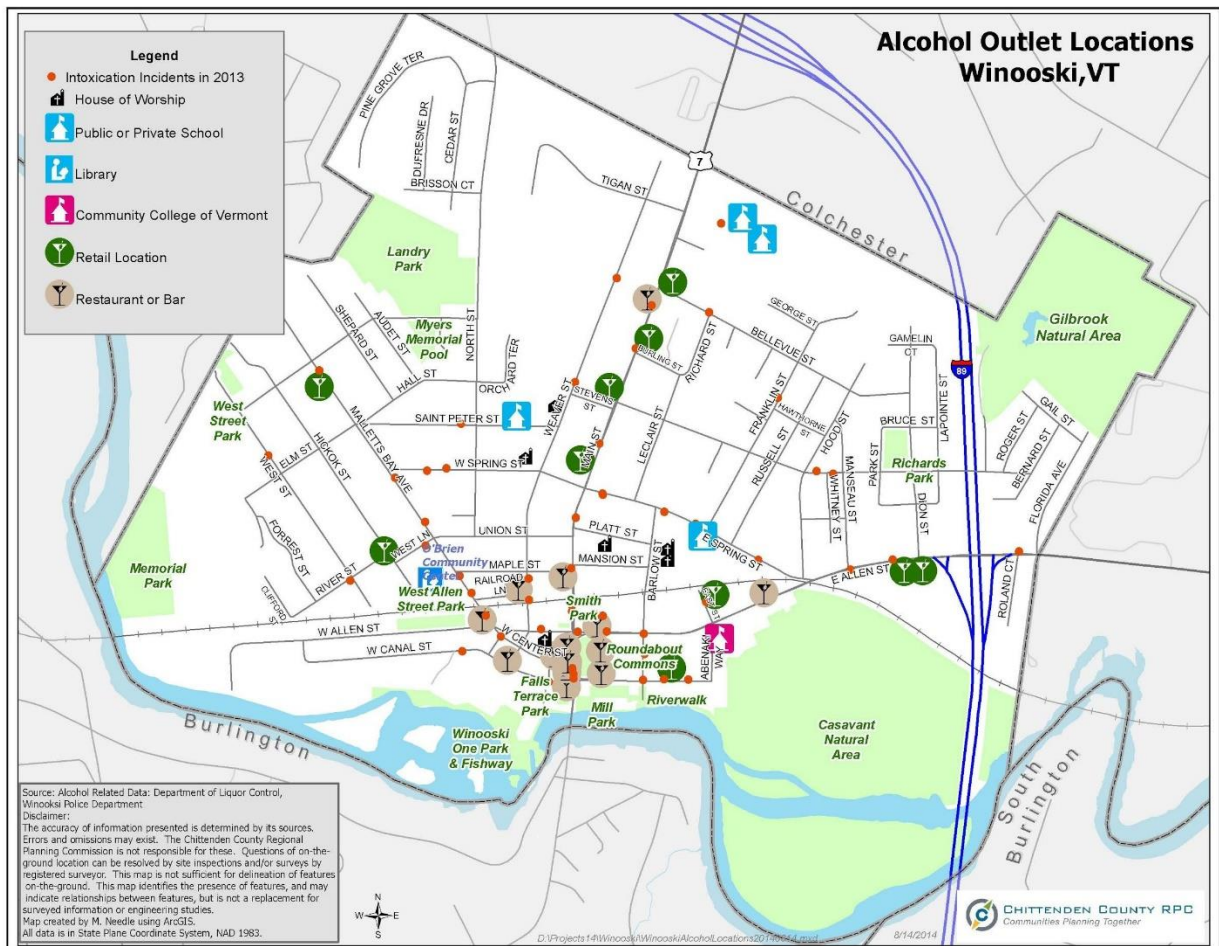 Alcohol Outlet Locations
Winooski,VT
Legend
Intoxication Incidents in 2013
House of Worship
Public or Private School
Library
Community College of Vermont
Retail Location
Restaurant or Bar
PINE GROVE TER
DUFRESNE DR
CEDAR ST
BRISSON CT
TIGAN ST
7
Colchester
Landry
Park
Myers
Memorial
Pool
SHEPARD ST
AUDET ST
HALL ST
NORTH ST
ORCHARD TER
SAINT PETER ST
WEAVER ST
STEVENS
ST
BURLING ST
RICHARD ST
GEORGE ST
BELLEVUE ST
GAMELIN
CT
Gilbrook
Natural Area
89
West
Street
Park
ELM ST
WEST ST
HICKOK ST
MALLETTS BAY AVE
W SPRING ST
MAIN ST
LECLAIR ST
FRANKLIN ST
HAWTHORNE
ST
HOOD ST
RUSSELL ST
BRUCE ST
LAPOINTE ST
PARK ST
MANSEAU ST
WHITNEY ST
Richards
Park
DION ST
ROGER ST
GAIL ST
BERNARD ST
FLORIDA AVE
FORREST ST
WEST LN
UNION ST
PLATT ST
MANSION ST
BARLOW ST
E SPRING ST
O'Brien
Community
Center
MAPLE ST
RAILROAD
LN
Memorial
Park
CLIFFORD
ST
RIVER ST
West Allen
Street Park
Smith
Park
E ALLEN ST
ROLAND CT
W ALLEN ST
W CENTER ST
W CANAL ST
Roundabout
Commons
ABENAKI
WAY
Falls
Terrace
Park
Mill
Park
Riverwalk
Casavant
Natural
Area
Winooski
One Park
& Fishway
Burlington
South
Burlington
Source: Alcohol Related Data: Department of Liquor Control,
Winooksi Police Department
Disclaimer:
The accuracy of information presented is determined by its sources.
Errors and omissions may exist. The Chittenden County Regional
Planning Commission is not responsible for these. Questions of on-the-
ground location can be resolved by site inspections and/or surveys by
registered surveyor. This map is not sufficient for delineation of features
on-the-ground. This map identifies the presence of features, and may
indicate relationships between features, but is not a replacement for
surveyed information or engineering studies.
Map created by M. Needle using ArcGIS.
All data is in State Plane Coordinate System, NAD 1983.
N
W
E
S
8/14/2014
CHITTENDEN COUNTY RPC
Communities Planning Together